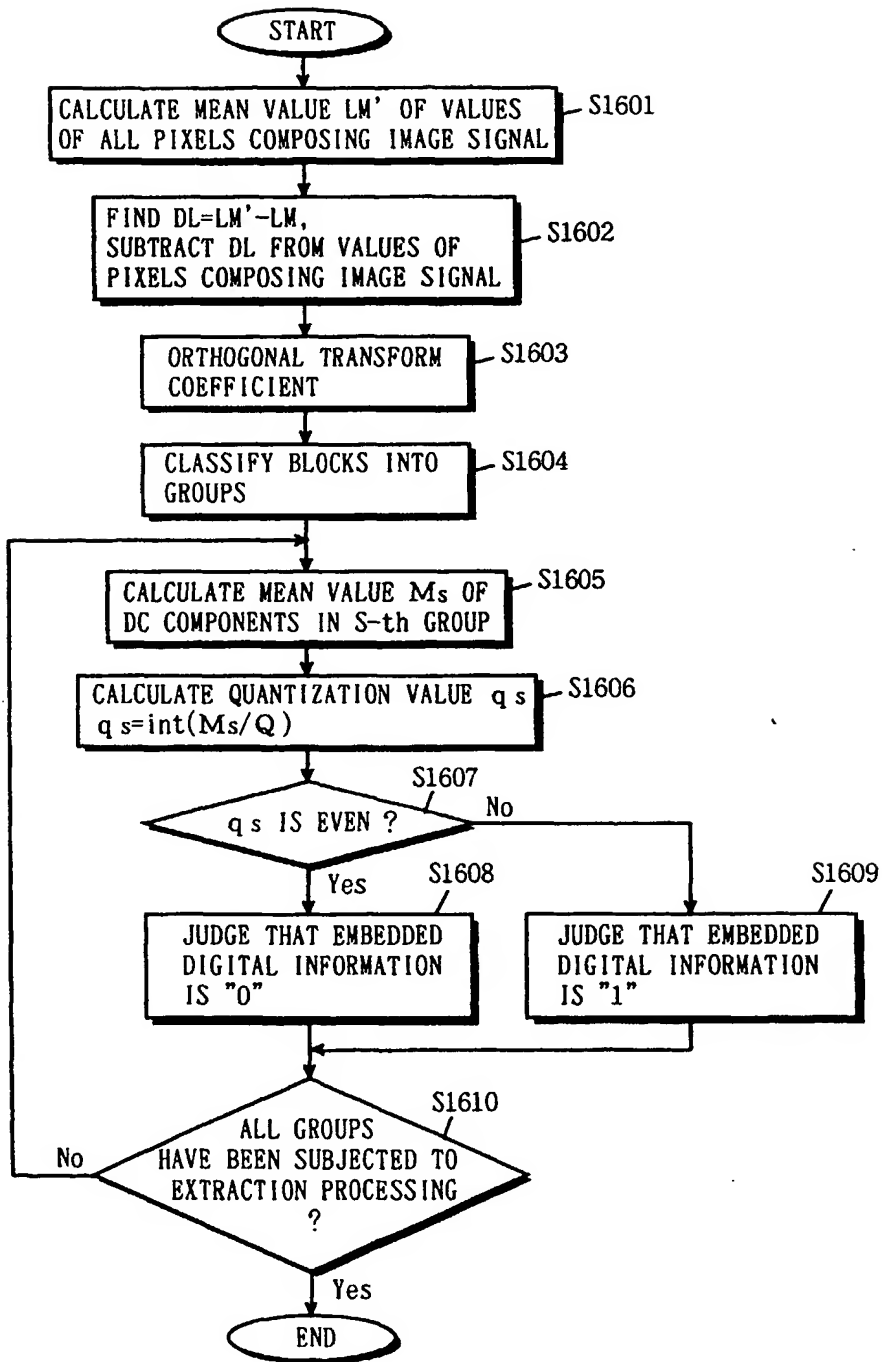 START
CALCULATE MEAN VALUE LM' OF VALUES
OF ALL PIXELS COMPOSING IMAGE SIGNAL
S1601
FIND DL=LM'-LM,
SUBTRACT DL FROM VALUES OF
PIXELS COMPOSING IMAGE SIGNAL
S1602
ORTHOGONAL TRANSFORM
COEFFICIENT
S1603
CLASSIFY BLOCKS INTO
GROUPS
S1604
CALCULATE MEAN VALUE Ms OF
DC COMPONENTS IN S-th GROUP
S1605
CALCULATE QUANTIZATION VALUE qs
qs=int(Ms/Q)
S1606
S1607
qs IS EVEN ?
No
Yes
S1608
JUDGE THAT EMBEDDED
DIGITAL INFORMATION
IS "0"
S1609
JUDGE THAT EMBEDDED
DIGITAL INFORMATION
IS "1"
S1610
ALL GROUPS
HAVE BEEN SUBJECTED TO
EXTRACTION PROCESSING
?
No
Yes
END